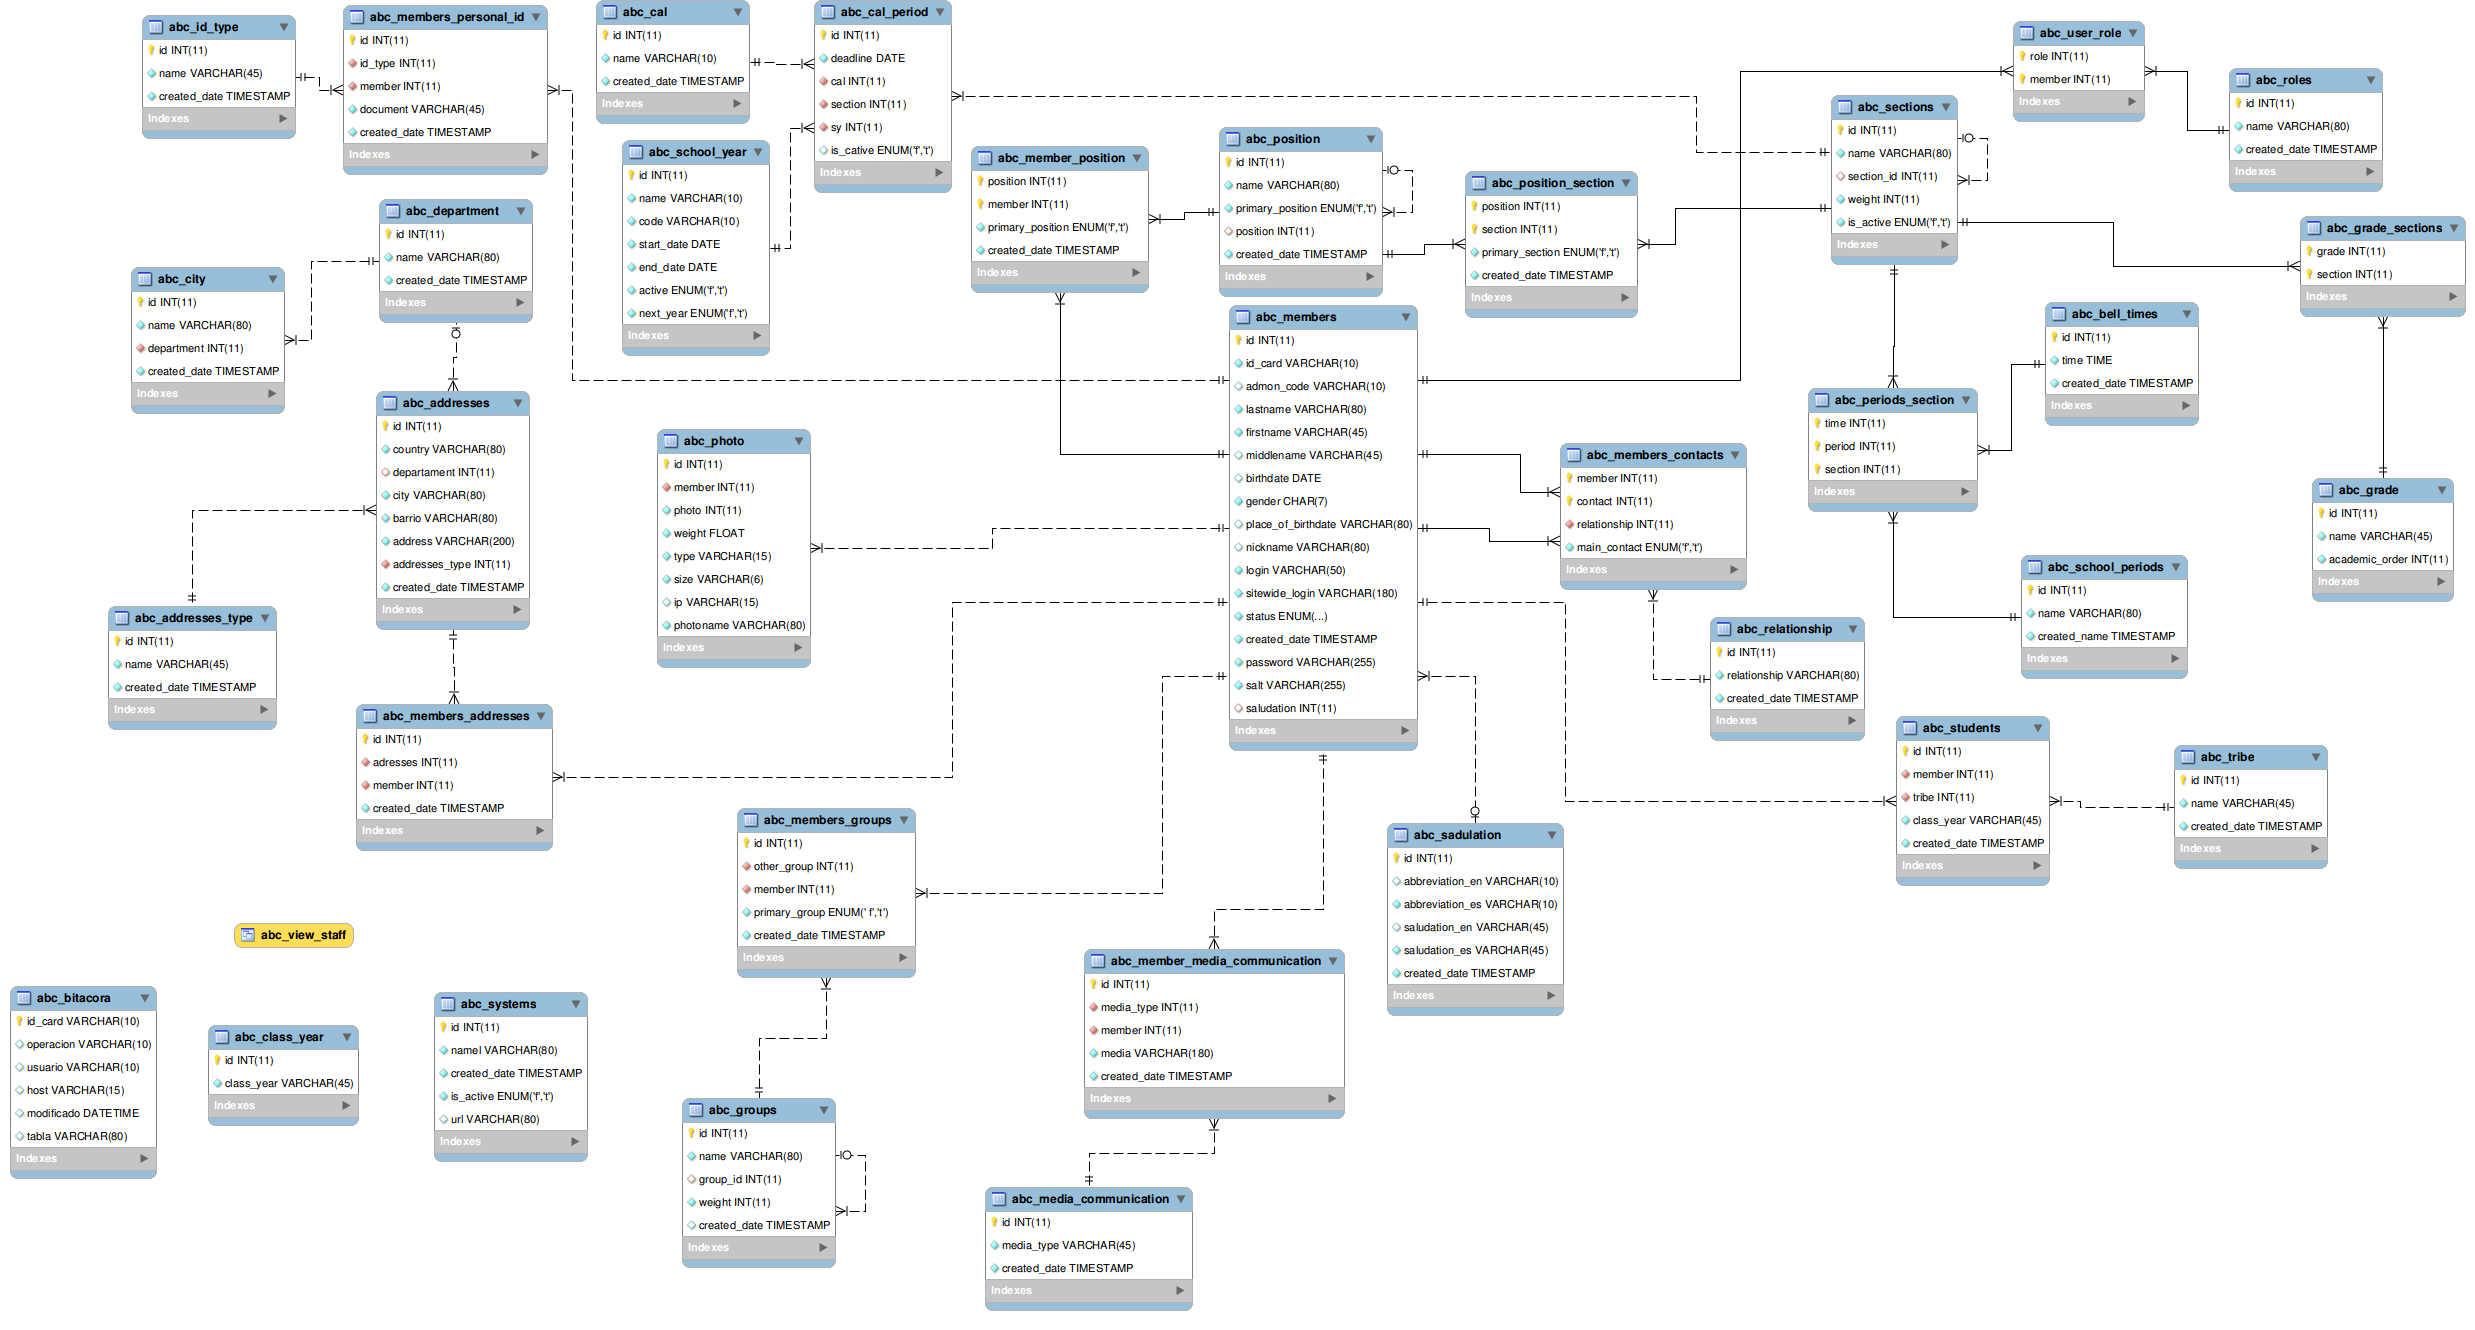 abc_id_type
id INT(11)
name VARCHAR(45)
created_date TIMESTAMP
Indexes
abc_members_personal_id
id INT(11)
id_type INT(11)
member INT(11)
document VARCHAR(45)
created_date TIMESTAMP
Indexes
abc_cal
id INT(11)
name VARCHAR(10)
created_date TIMESTAMP
Indexes
abc_cal_period
id INT(11)
deadline DATE
cal INT(11)
section INT(11)
sy INT(11)
is_cative ENUM('f','t')
Indexes
abc_school_year
id INT(11)
name VARCHAR(10)
code VARCHAR(10)
start_date DATE
end_date DATE
active ENUM('f','t')
next_year ENUM('f','t')
Indexes
abc_member_position
position INT(11)
member INT(11)
primary_position ENUM('f','t')
created_date TIMESTAMP
Indexes
abc_position
id INT(11)
name VARCHAR(80)
primary_position ENUM('f','t')
position INT(11)
created_date TIMESTAMP
Indexes
abc_position_section
position INT(11)
section INT(11)
primary_section ENUM('f','t')
created_date TIMESTAMP
Indexes
abc_sections
id INT(11)
name VARCHAR(80)
section_id INT(11)
weight INT(11)
is_active ENUM('f','t')
Indexes
abc_user_role
role INT(11)
member INT(11)
Indexes
abc_roles
id INT(11)
name VARCHAR(80)
created_date TIMESTAMP
Indexes
abc_grade_sections
grade INT(11)
section INT(11)
Indexes
abc_department
id INT(11)
name VARCHAR(80)
created_date TIMESTAMP
Indexes
abc_city
id INT(11)
name VARCHAR(80)
department INT(11)
created_date TIMESTAMP
Indexes
abc_addresses
id INT(11)
country VARCHAR(80)
departament INT(11)
city VARCHAR(80)
barrio VARCHAR(80)
address VARCHAR(200)
addresses_type INT(11)
created_date TIMESTAMP
Indexes
abc_addresses_type
id INT(11)
name VARCHAR(45)
created_date TIMESTAMP
Indexes
abc_members_addresses
id INT(11)
adresses INT(11)
member INT(11)
created_date TIMESTAMP
Indexes
abc_photo
id INT(11)
member INT(11)
photo INT(11)
weight FLOAT
type VARCHAR(15)
size VARCHAR(6)
ip VARCHAR(15)
photoname VARCHAR(80)
Indexes
abc_members
id INT(11)
id_card VARCHAR(10)
admon_code VARCHAR(10)
lastname VARCHAR(80)
firstname VARCHAR(45)
middlename VARCHAR(45)
birthdate DATE
gender CHAR(7)
place_of_birthdate VARCHAR(80)
nickname VARCHAR(80)
login VARCHAR(50)
sitewide_login VARCHAR(180)
status ENUM(...)
created_date TIMESTAMP
password VARCHAR(255)
salt VARCHAR(255)
saludation INT(11)
Indexes
abc_members_contacts
member INT(11)
contact INT(11)
relationship INT(11)
main_contact ENUM('f','t')
Indexes
abc_relationship
id INT(11)
relationship VARCHAR(80)
created_date TIMESTAMP
Indexes
abc_bell_times
id INT(11)
time TIME
created_date TIMESTAMP
Indexes
abc_periods_section
time INT(11)
period INT(11)
section INT(11)
Indexes
abc_school_periods
id INT(11)
name VARCHAR(80)
created_name TIMESTAMP
Indexes
abc_grade
id INT(11)
name VARCHAR(45)
academic_order INT(11)
Indexes
abc_students
id INT(11)
member INT(11)
tribe INT(11)
class_year VARCHAR(45)
created_date TIMESTAMP
Indexes
abc_tribe
id INT(11)
name VARCHAR(45)
created_date TIMESTAMP
Indexes
abc_members_groups
id INT(11)
other_group INT(11)
member INT(11)
primary_group ENUM(' f','t')
created_date TIMESTAMP
Indexes
abc_sadulation
id INT(11)
abbreviation_en VARCHAR(10)
abbreviation_es VARCHAR(10)
saludation_en VARCHAR(45)
saludation_es VARCHAR(45)
created_date TIMESTAMP
Indexes
abc_member_media_communication
id INT(11)
media_type INT(11)
member INT(11)
media VARCHAR(180)
created_date TIMESTAMP
Indexes
abc_view_staff
abc_bitacora
id_card VARCHAR(10)
operacion VARCHAR(10)
usuario VARCHAR(10)
host VARCHAR(15)
modificado DATETIME
tabla VARCHAR(80)
Indexes
abc_class_year
id INT(11)
class_year VARCHAR(45)
Indexes
abc_systems
id INT(11)
namel VARCHAR(80)
created_date TIMESTAMP
is_active ENUM('f','t')
url VARCHAR(80)
Indexes
abc_groups
id INT(11)
name VARCHAR(80)
group_id INT(11)
weight INT(11)
created_date TIMESTAMP
Indexes
abc_media_communication
id INT(11)
media_type VARCHAR(45)
created_date TIMESTAMP
Indexes